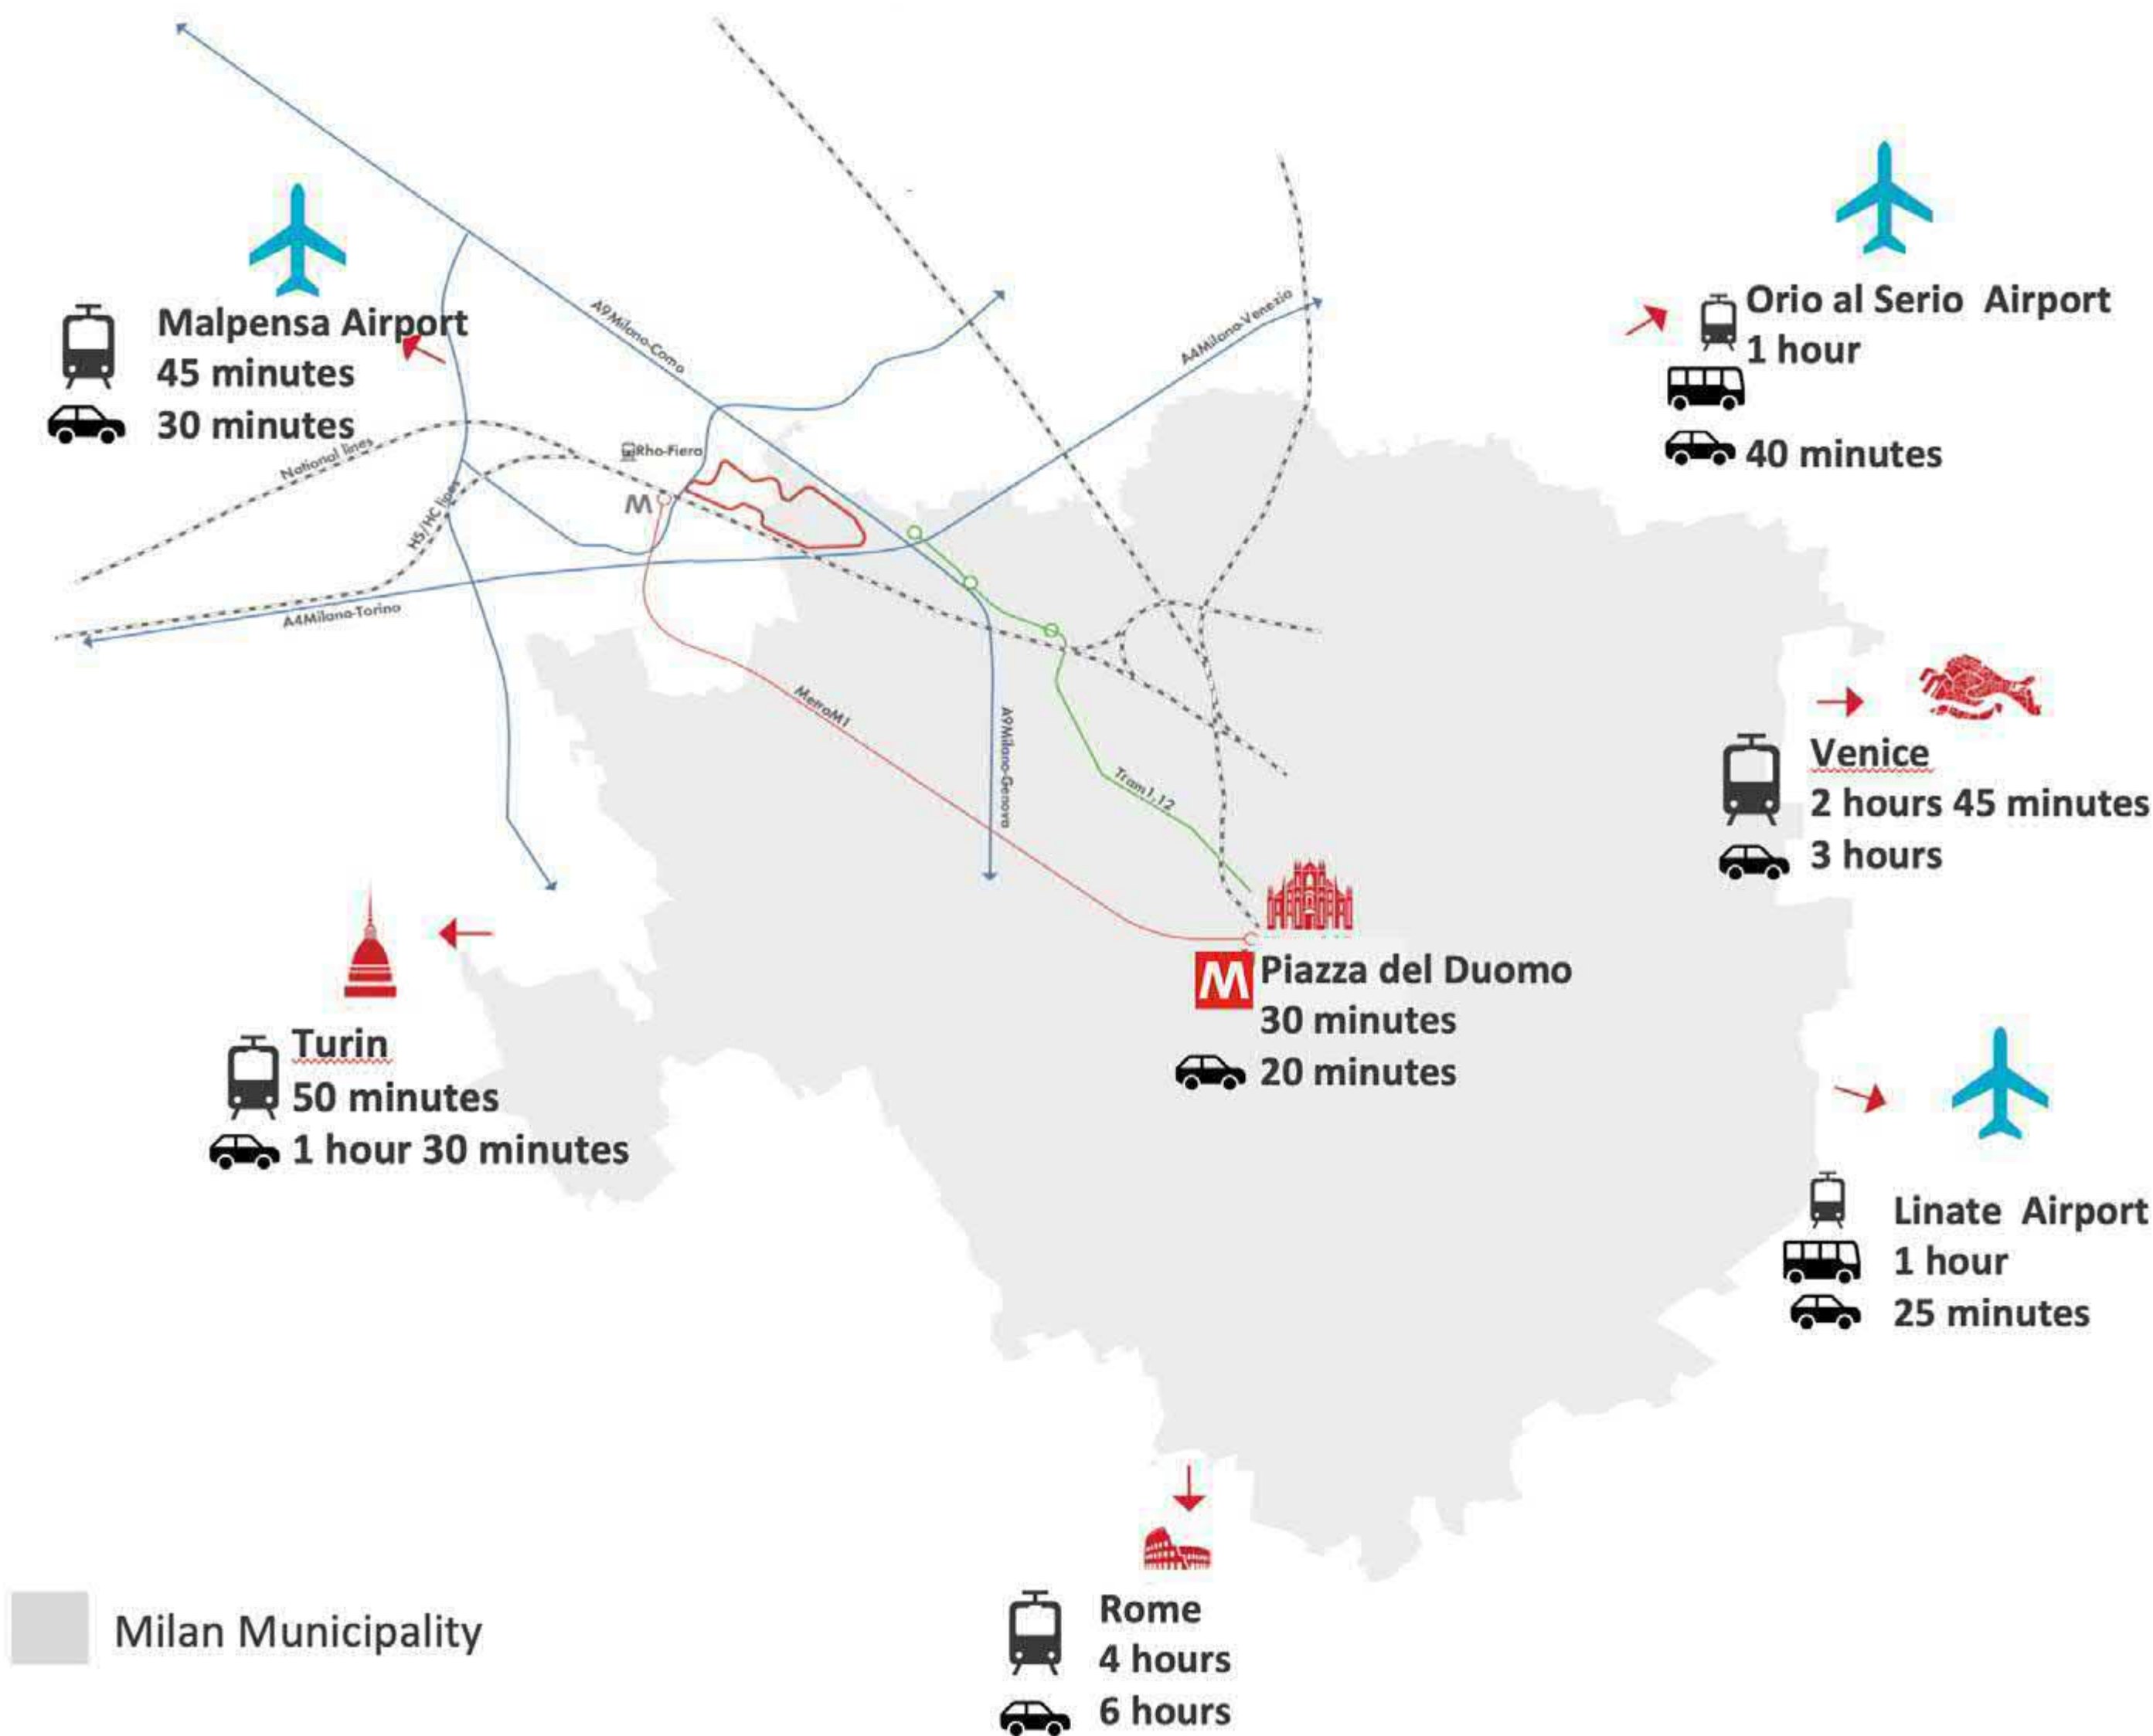 Malpensa Airport
45 minutes
30 minutes
Orio al Serio Airport
1 hour
40 minutes
A9Milano-Como
A4Milano-Venezia
National lines
HS/HC lines
Rho-Fiera
M
A4Milano-Torino
MetroM1
A9Milano-Genova
Tram1,12
Venice
2 hours 45 minutes
3 hours
Turin
50 minutes
1 hour 30 minutes
M
Piazza del Duomo
30 minutes
20 minutes
Linate Airport
1 hour
25 minutes
Rome
4 hours
6 hours
Milan Municipality